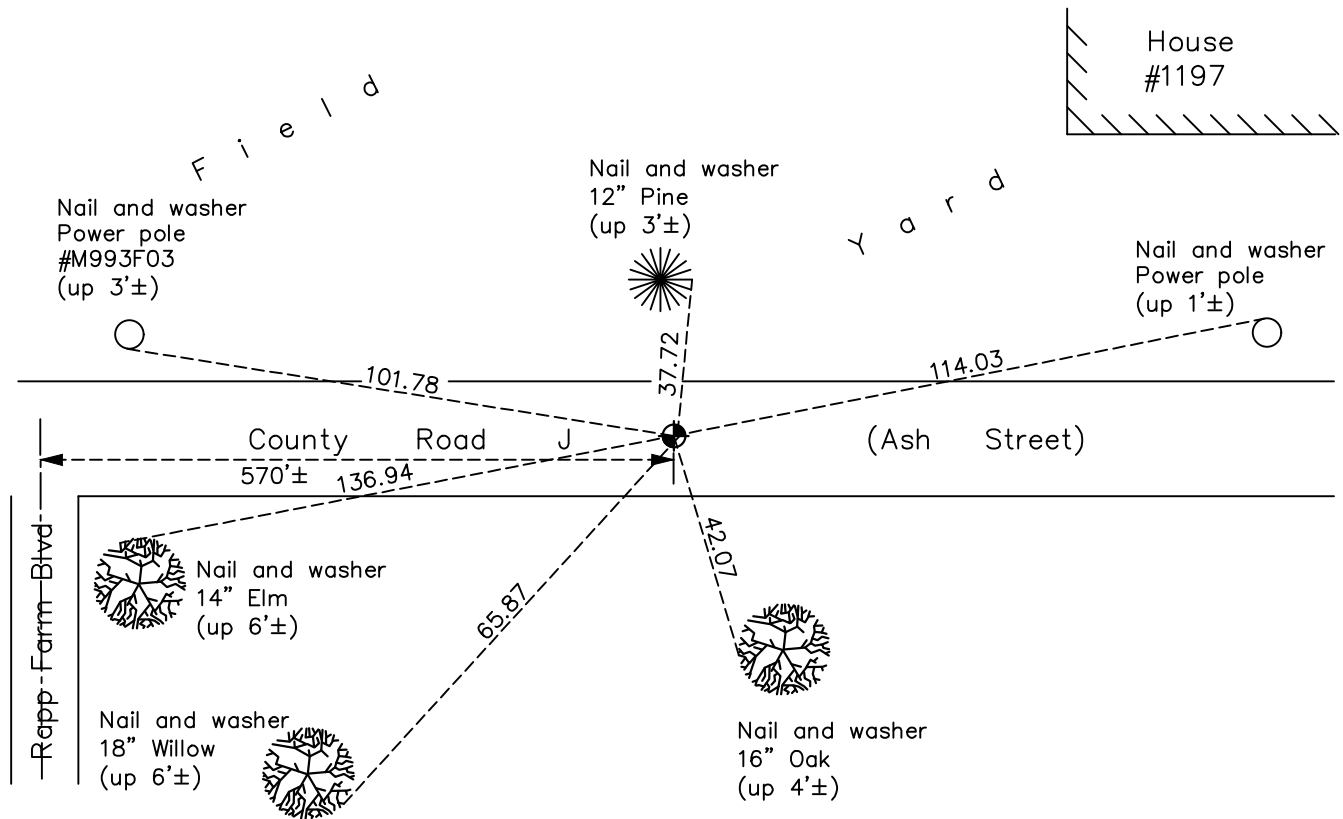 House
#1197
Field
Nail and washer
12” Pine
(up 3’±)
Yard
Nail and washer
Power pole
#M993F03
(up 3’±)
Nail and washer
Power pole
(up 1’±)
37.72
114.03
101.78
County Road J
(Ash Street)
570’±
136.94
42.07
Rapp Farm Blvd
Nail and washer
14” Elm
(up 6’±)
65.87
Nail and washer
18” Willow
(up 6’±)
Nail and washer
16” Oak
(up 4’±)